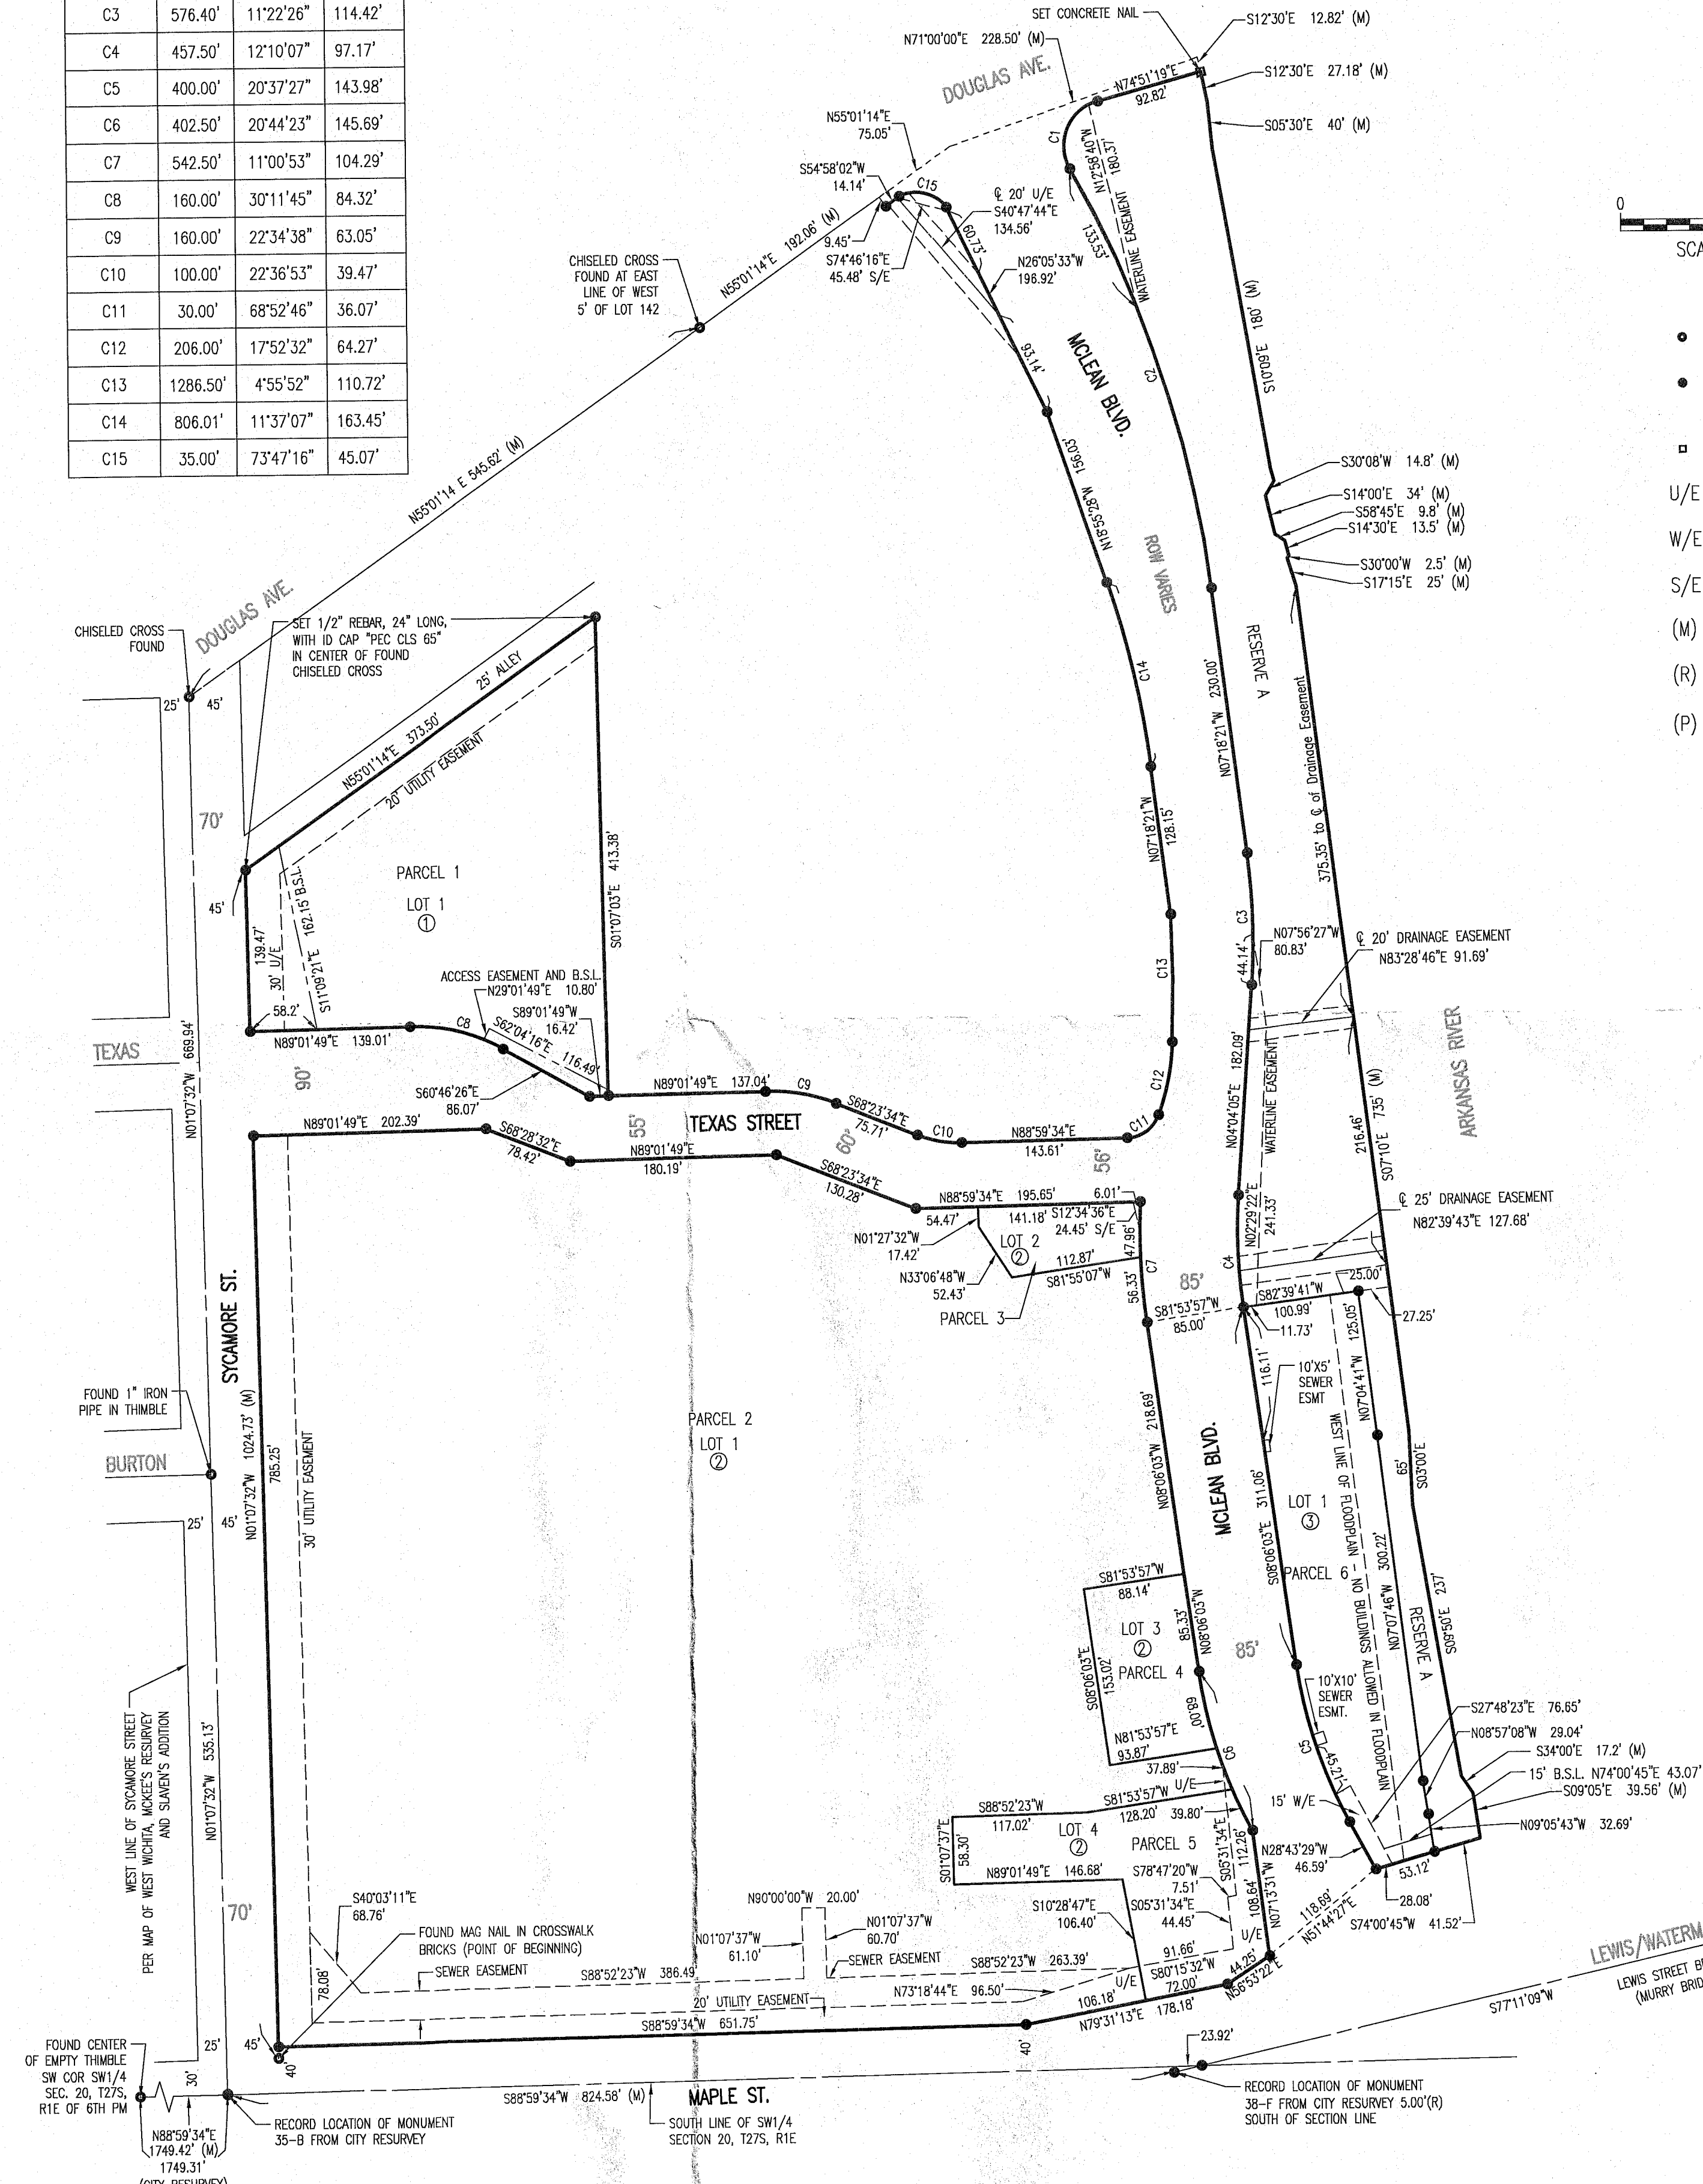 C3 576.40' 11°22'26" 114.42'
C4 457.50' 12°10'07" 97.17'
C5 400.00' 20°37'27" 143.98'
C6 402.50' 20°44'23" 145.69'
C7 542.50' 11°00'53" 104.29'
C8 160.00' 30°11'45" 84.32'
C9 160.00' 22°34'38" 63.05'
C10 100.00' 22°36'53" 39.47'
C11 30.00' 68°52'46" 36.07'
C12 206.00' 17°52'32" 64.27'
C13 1286.50' 4°55'52" 110.72'
C14 806.01' 11°37'07" 163.45'
C15 35.00' 73°47'16" 45.07'
SET CONCRETE NAIL
S12°30'E 12.82' (M)
N71°00'00"E 228.50' (M)
DOUGLAS AVE.
N74°51'19"E
92.82'
S12°30'E 27.18' (M)
S05°30'E 40' (M)
N55°01'14"E
75.05'
C1
N12°58'40"W 180.37'
WATERLINE EASEMENT
S54°58'02"W
14.14'
C15
℄ 20' U/E
S40°47'44"E
134.56'
9.45'
S74°46'16"E
45.48' S/E
60.73'
N26°05'33"W
196.92'
133.53'
0
SCA
CHISELED CROSS
FOUND AT EAST
LINE OF WEST
5' OF LOT 142
N55°01'14"E 192.06' (M)
S10°09'E 180' (M)
93.14'
MCLEAN BLVD.
C2
N55°01'14 E 545.62' (M)
156.03'
N18°55'28"W
S30°08'W 14.8' (M)
S14°00'E 34' (M)
S58°45'E 9.8' (M)
S14°30'E 13.5' (M)
S30°00'W 2.5' (M)
S17°15'E 25' (M)
U/E
W/E
S/E
(M)
(R)
(P)
ROW VARIES
RESERVE A
CHISELED CROSS
FOUND
DOUGLAS AVE.
SET 1/2" REBAR, 24" LONG,
WITH ID CAP "PEC CLS 65"
IN CENTER OF FOUND
CHISELED CROSS
25'
45'
25' ALLEY
N55°01'14"E 373.50'
20' UTILITY EASEMENT
C14
N07°18'21"W 230.00'
375.35' to ℄ of Drainage Easement
70'
PARCEL 1
LOT 1
①
45'
139.47'
30' U/E
S11°09'21"E 162.15' B.S.L.
S01°07'03"E 413.38'
N07°18'21"W
128.15'
C3
44.14'
N07°56'27"W
80.83'
℄ 20' DRAINAGE EASEMENT
N83°28'46"E 91.69'
C13
ACCESS EASEMENT AND B.S.L.
N29°01'49"E 10.80'
S89°01'49"W
16.42'
58.2'
C8
S62°04'16"E 116.49'
N89°01'49"E 139.01'
TEXAS
669.94'
N01°07'32"W
90'
S60°46'26"E
86.07'
N89°01'49"E 137.04'
C9
TEXAS STREET
55'
S68°23'34"E
75.71'
60'
C10
N88°59'34"E
143.61'
C11
C12
56'
N04°04'05"E 182.09'
WATERLINE EASEMENT
216.46'
S07°10'E 735' (M)
ARKANSAS RIVER
N89°01'49"E 202.39'
S68°28'32"E
78.42'
N89°01'49"E
180.19'
S68°23'34"E
130.28'
N88°59'34"E 195.65'
6.01'
54.47'
141.18'
S12°34'36"E
24.45' S/E
N01°27'32"W
17.42'
LOT 2
②
47.96'
112.87'
S81°55'07"W
N33°06'48"W
52.43'
PARCEL 3
C7
56.33'
N02°29'22"E
241.33'
C4
℄ 25' DRAINAGE EASEMENT
N82°39'43"E 127.68'
85'
S81°53'57"W
85.00'
S82°39'41"W
100.99'
25.00'
27.25'
11.73'
SYCAMORE ST.
FOUND 1" IRON
PIPE IN THIMBLE
BURTON
25'
45'
N01°07'32"W 1024.73' (M)
785.25'
30' UTILITY EASEMENT
PARCEL 2
LOT 1
②
N08°06'03"W 218.69'
MCLEAN BLVD.
116.11'
10'X5'
SEWER
ESMT
125.05'
N07°04'41"W
WEST LINE OF FLOODPLAIN - NO BUILDINGS ALLOWED IN FLOODPLAIN
65'
S03°00'E
LOT 1
③
S08°06'03"E 311.06'
PARCEL 6
N07°07'46"W 300.22'
RESERVE A
S09°50'E 237'
S81°53'57"W
88.14'
LOT 3
②
PARCEL 4
S08°06'03"E
153.02'
85.33'
N08°06'03"W
85'
68.00'
N81°53'57"E
93.87'
C6
37.89'
10'X10'
SEWER
ESMT.
C5
45.21'
15' W/E
S27°48'23"E 76.65'
N08°57'08"W 29.04'
S34°00'E 17.2' (M)
15' B.S.L. N74°00'45"E 43.07'
S09°05'E 39.56' (M)
N09°05'43"W 32.69'
WEST LINE OF SYCAMORE STREET
PER MAP OF WEST WICHITA, MCKEE'S RESURVEY
AND SLAVEN'S ADDITION
N01°07'32"W 535.13'
70'
U/E
S81°53'57"W
128.20'
39.80'
S88°52'23"W
117.02'
LOT 4
②
PARCEL 5
S01°07'37"E
58.30'
N89°01'49"E 146.68'
S05°31'34"E
112.26'
S78°47'20"W
7.51'
S05°31'34"E
44.45'
S10°28'47"E
106.40'
N28°43'29"W
46.59'
53.12'
28.08'
S74°00'45"W 41.52'
108.64'
N07°13'31"W
118.69'
N51°44'27"E
S40°03'11"E
68.76'
N90°00'00"W 20.00'
N01°07'37"W
60.70'
N01°07'37"W
61.10'
FOUND MAG NAIL IN CROSSWALK
BRICKS (POINT OF BEGINNING)
78.08'
SEWER EASEMENT
S88°52'23"W 386.49'
SEWER EASEMENT
S88°52'23"W 263.39'
91.66'
U/E
S80°15'32"W
72.00'
44.25'
N56°53'22"E
N73°18'44"E 96.50'
U/E
20' UTILITY EASEMENT
106.18'
178.18'
N79°31'13"E
S88°59'34"W 651.75'
LEWIS/WATERM
LEWIS STREET B
(MURRY BRID
S77°11'09"W
FOUND CENTER
OF EMPTY THIMBLE
SW COR SW1/4
SEC. 20, T27S,
R1E OF 6TH PM
25'
45'
30'
40'
40'
23.92'
S88°59'34"W 824.58' (M)
MAPLE ST.
SOUTH LINE OF SW1/4
SECTION 20, T27S, R1E
RECORD LOCATION OF MONUMENT
35-B FROM CITY RESURVEY
RECORD LOCATION OF MONUMENT
38-F FROM CITY RESURVEY 5.00'(R)
SOUTH OF SECTION LINE
N88°59'34"E
1749.42' (M)
1749.31'
(CITY RESURVEY)